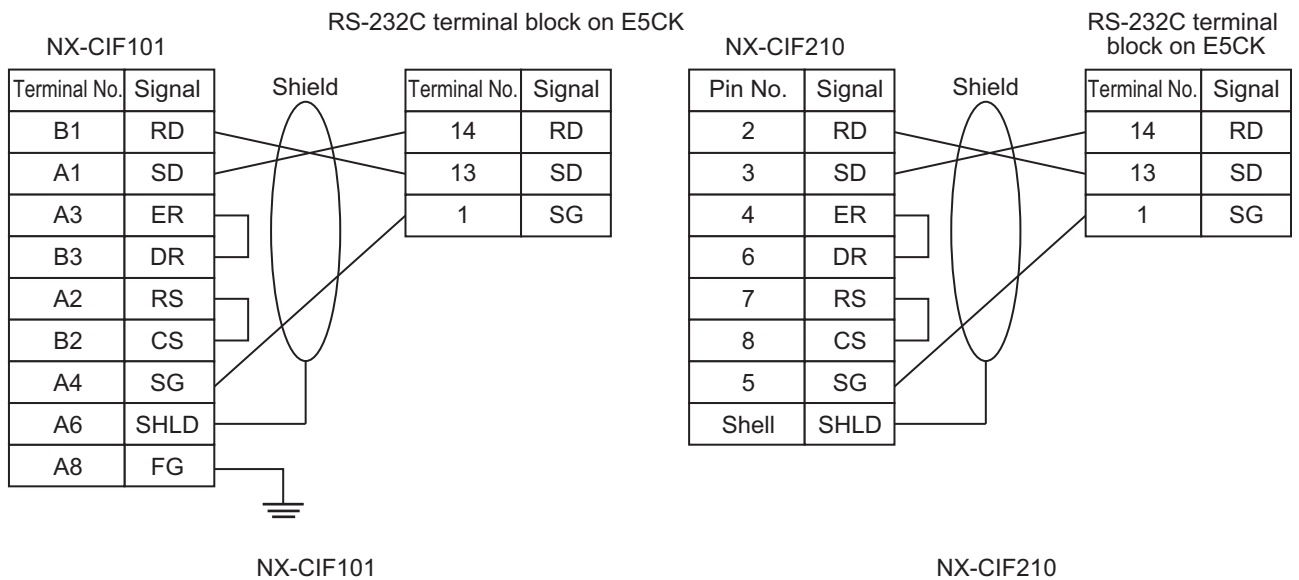 RS-232C terminal block on E5CK
NX-CIF101
Terminal No. Signal
B1 RD
A1 SD
A3 ER
B3 DR
A2 RS
B2 CS
A4 SG
A6 SHLD
A8 FG
Shield
Terminal No. Signal
14 RD
13 SD
1 SG
NX-CIF101
RS-232C terminal
block on E5CK
NX-CIF210
Pin No. Signal
2 RD
3 SD
4 ER
6 DR
7 RS
8 CS
5 SG
Shell SHLD
Shield
Terminal No. Signal
14 RD
13 SD
1 SG
NX-CIF210